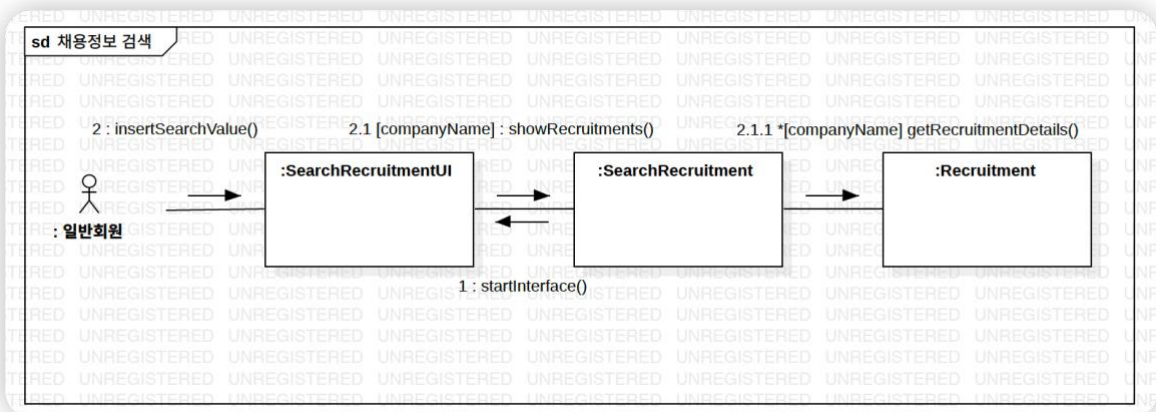 sd 채용정보 검색
2 : insertSearchValue()
2.1 [companyName] : showRecruitments()
2.1.1 *[companyName] getRecruitmentDetails()
:SearchRecruitmentUI
:SearchRecruitment
:Recruitment
: 일반회원
1 : startInterface()
UNREGISTERED